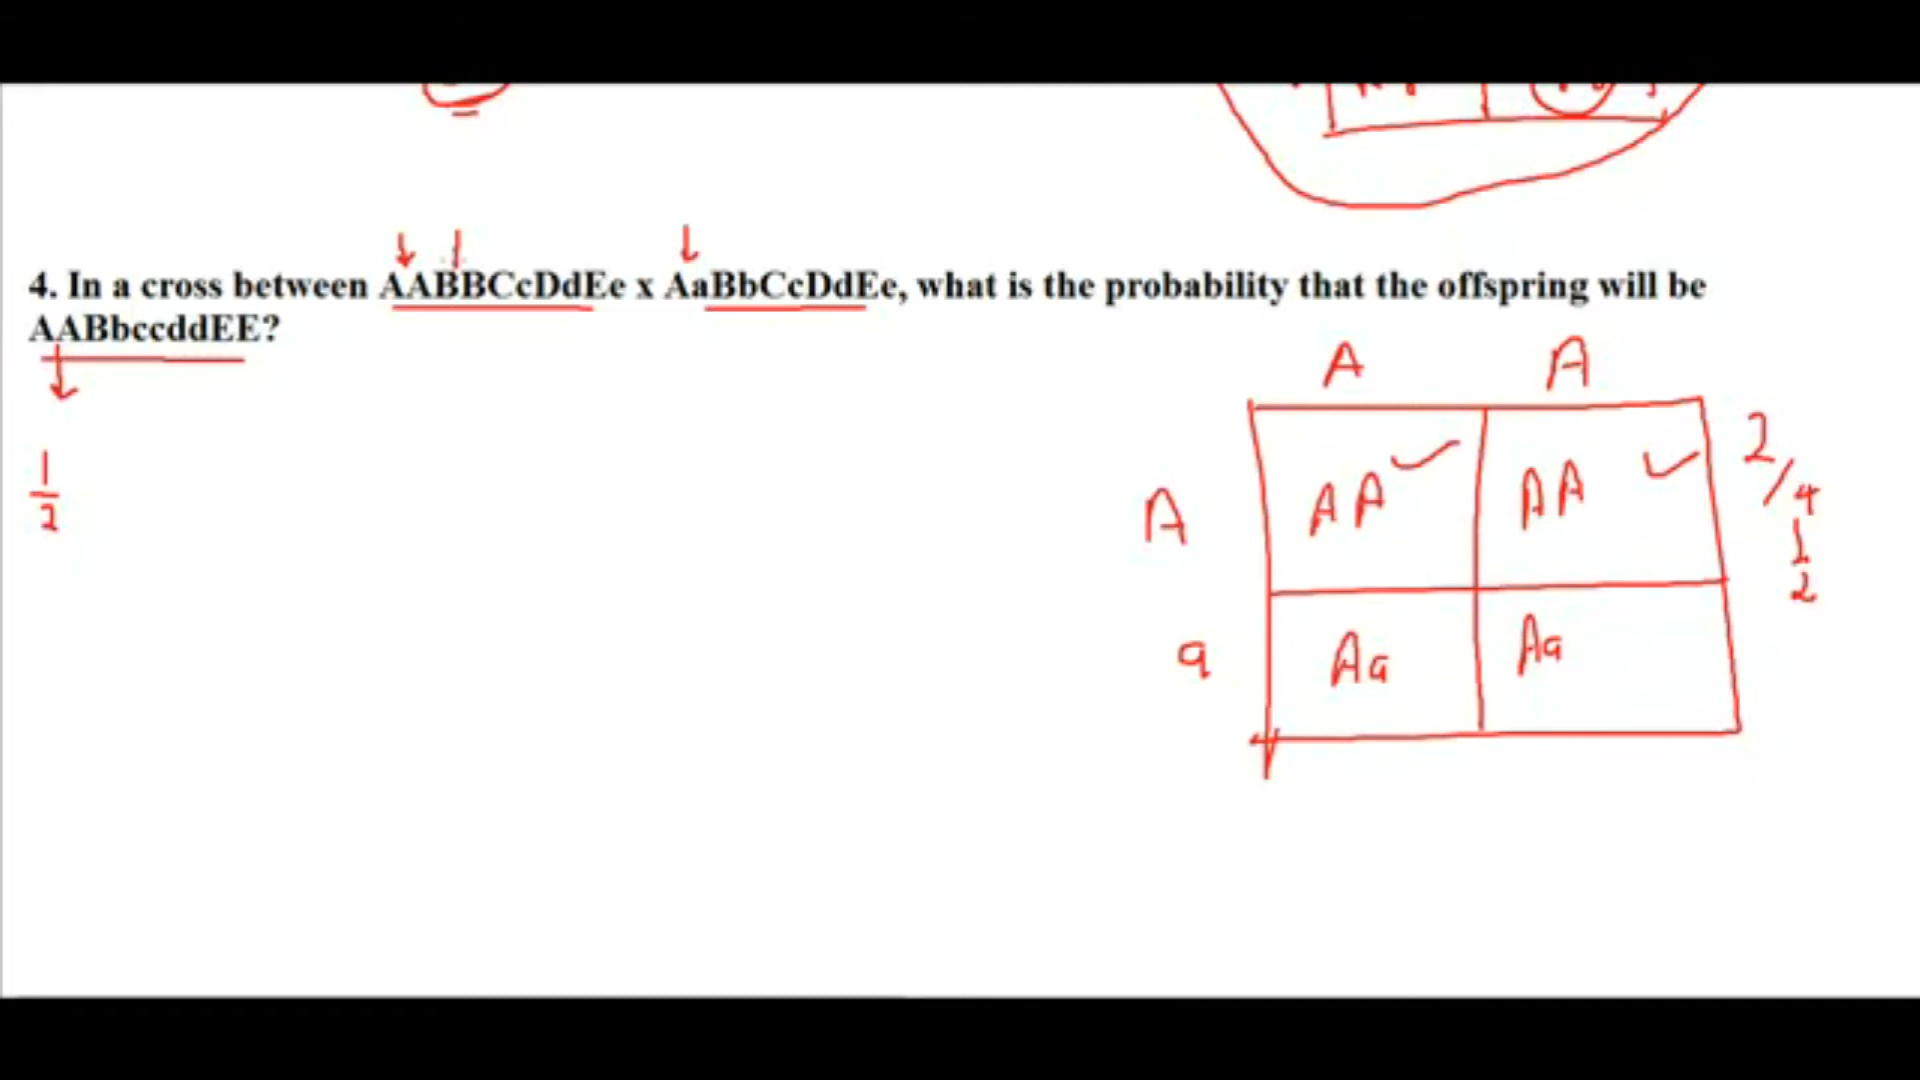 4. In a cross between AABBCcDdEe x AaBbCcDdEe, what is the probability that the offspring will be
AABbccddEE?
1
2
A A
A AA AA 2/4
1
2
a Aa Aa